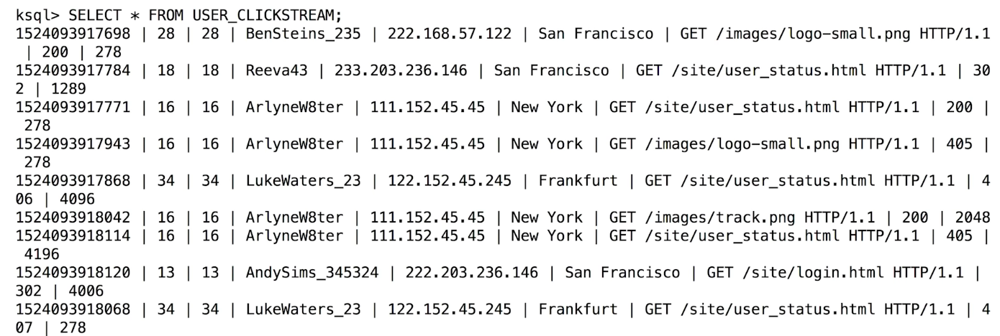 ksql> SELECT * FROM USER_CLICKSTREAM;
1524093917698 | 28 | 28 | BenSteins_235 | 222.168.57.122 | San Francisco | GET /images/logo-small.png HTTP/1.1
 | 200 | 278
1524093917784 | 18 | 18 | Reeva43 | 233.203.236.146 | San Francisco | GET /site/user_status.html HTTP/1.1 | 30
2 | 1289
1524093917771 | 16 | 16 | ArlyneW8ter | 111.152.45.45 | New York | GET /site/user_status.html HTTP/1.1 | 200 |
 278
1524093917943 | 16 | 16 | ArlyneW8ter | 111.152.45.45 | New York | GET /images/logo-small.png HTTP/1.1 | 405 |
 278
1524093917868 | 34 | 34 | LukeWaters_23 | 122.152.45.245 | Frankfurt | GET /site/user_status.html HTTP/1.1 | 4
06 | 4096
1524093918042 | 16 | 16 | ArlyneW8ter | 111.152.45.45 | New York | GET /images/track.png HTTP/1.1 | 200 | 2048
1524093918114 | 16 | 16 | ArlyneW8ter | 111.152.45.45 | New York | GET /site/user_status.html HTTP/1.1 | 405 |
 4196
1524093918120 | 13 | 13 | AndySims_345324 | 222.203.236.146 | San Francisco | GET /site/login.html HTTP/1.1 |
302 | 4006
1524093918068 | 34 | 34 | LukeWaters_23 | 122.152.45.245 | Frankfurt | GET /site/user_status.html HTTP/1.1 | 4
07 | 278